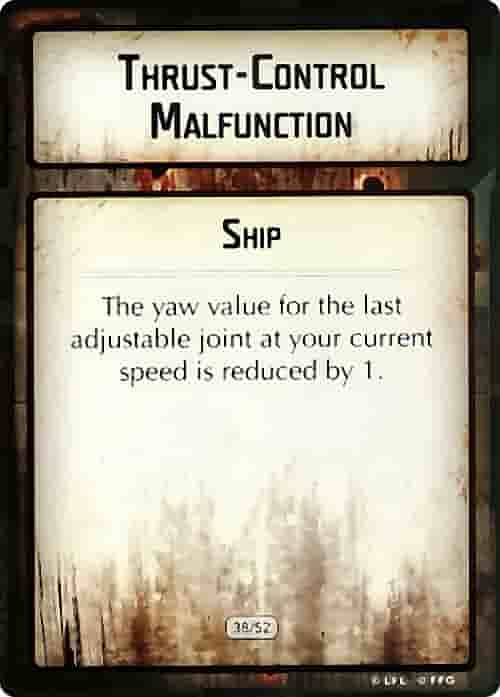 Thrust-Control
Malfunction
Ship
The yaw value for the last
adjustable joint at your current
speed is reduced by 1.
38/52
© LFL © FFG